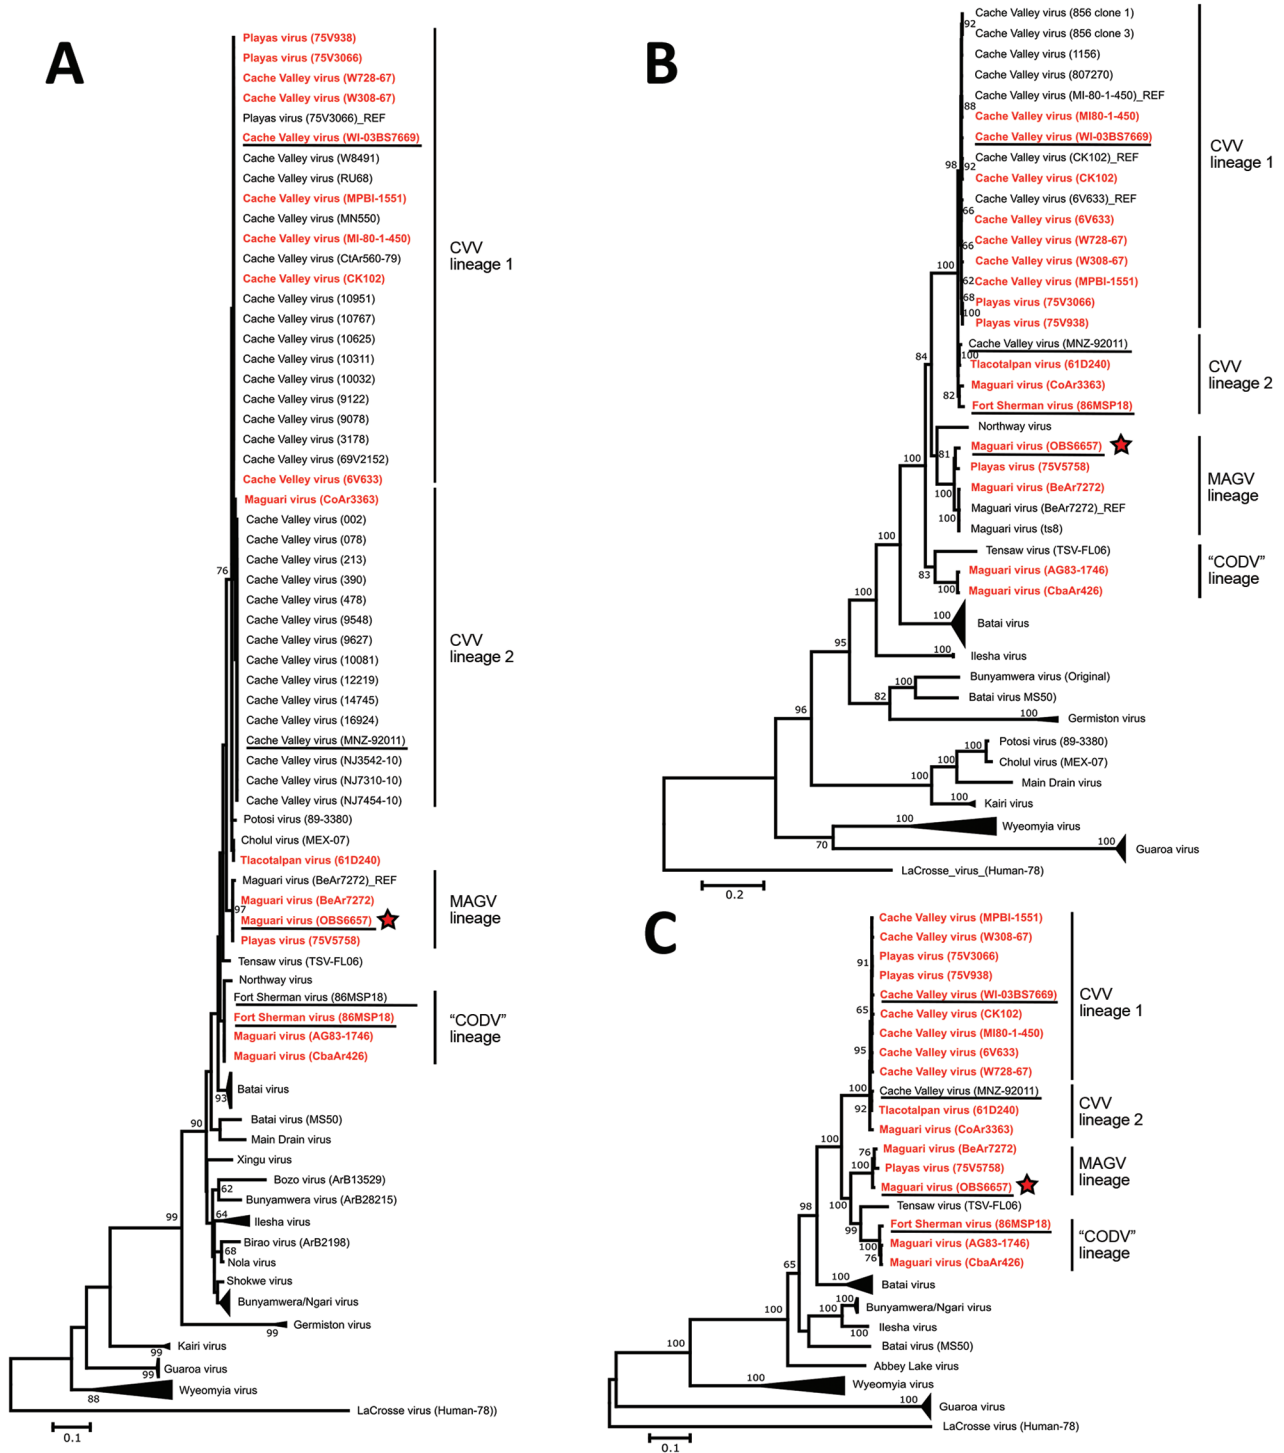 A
Playas virus (75V938)
Playas virus (75V3066)
Cache Valley virus (W728-67)
Cache Valley virus (W308-67)
Playas virus (75V3066)_REF
Cache Valley virus (WI-03BS7669)
Cache Valley virus (W8491)
Cache Valley virus (RU68)
Cache Valley virus (MPBI-1551)
Cache Valley virus (MN550)
Cache Valley virus (MI-80-1-450)
Cache Valley virus (CtAr560-79)
Cache Valley virus (CK102)
Cache Valley virus (10951)
Cache Valley virus (10767)
Cache Valley virus (10625)
Cache Valley virus (10311)
Cache Valley virus (10032)
Cache Valley virus (9122)
Cache Valley virus (9078)
Cache Valley virus (3178)
Cache Valley virus (69V2152)
Cache Velley virus (6V633)
CVV
lineage 1
Maguari virus (CoAr3363)
Cache Valley virus (002)
Cache Valley virus (078)
Cache Valley virus (213)
76
Cache Valley virus (390)
Cache Valley virus (478)
Cache Valley virus (9548)
Cache Valley virus (9627)
Cache Valley virus (10081)
Cache Valley virus (12219)
Cache Valley virus (14745)
Cache Valley virus (16924)
Cache Valley virus (MNZ-92011)
Cache Valley virus (NJ3542-10)
Cache Valley virus (NJ7310-10)
Cache Valley virus (NJ7454-10)
CVV
lineage 2
Potosi virus (89-3380)
Cholul virus (MEX-07)
Tlacotalpan virus (61D240)
Maguari virus (BeAr7272)_REF
Maguari virus (BeAr7272)
97
Maguari virus (OBS6657)
Playas virus (75V5758)
MAGV
lineage
Tensaw virus (TSV-FL06)
Northway virus
Fort Sherman virus (86MSP18)
Fort Sherman virus (86MSP18)
Maguari virus (AG83-1746)
Maguari virus (CbaAr426)
“CODV”
lineage
Batai virus
93
Batai virus (MS50)
90
Main Drain virus
Xingu virus
Bozo virus (ArB13529)
62
Bunyamwera virus (ArB28215)
64
Ilesha virus
99
Birao virus (ArB2198)
68
Nola virus
Shokwe virus
Bunyamwera/Ngari virus
Germiston virus
99
Kairi virus
99
Guaroa virus
99
Wyeomyia virus
88
LaCrosse virus (Human-78))
0.1
B
Cache Valley virus (856 clone 1)
92
Cache Valley virus (856 clone 3)
Cache Valley virus (1156)
Cache Valley virus (807270)
Cache Valley virus (MI-80-1-450)_REF
88
Cache Valley virus (MI80-1-450)
Cache Valley virus (WI-03BS7669)
Cache Valley virus (CK102)_REF
98
92
Cache Valley virus (CK102)
Cache Valley virus (6V633)_REF
66
Cache Valley virus (6V633)
Cache Valley virus (W728-67)
66
Cache Valley virus (W308-67)
100
Cache Valley virus (MPBI-1551)
62
Playas virus (75V3066)
68
100
Playas virus (75V938)
CVV
lineage 1
Cache Valley virus (MNZ-92011)
100
84
Tlacotalpan virus (61D240)
Maguari virus (CoAr3363)
82
Fort Sherman virus (86MSP18)
CVV
lineage 2
Northway virus
Maguari virus (OBS6657)
81
100
Playas virus (75V5758)
Maguari virus (BeAr7272)
100
Maguari virus (BeAr7272)_REF
100
Maguari virus (ts8)
MAGV
lineage
100
Tensaw virus (TSV-FL06)
Maguari virus (AG83-1746)
83
Maguari virus (CbaAr426)
100
“CODV”
lineage
100
100
Batai virus
95
100
Ilesha virus
Bunyamwera virus (Original)
100
82
Batai virus MS50)
96
100
Germiston virus
Potosi virus (89-3380)
100
Cholul virus (MEX-07)
100
100
Main Drain virus
100
Kairi virus
100
Wyeomyia virus
70
100
Guaroa virus
LaCrosse_virus_(Human-78)
0.2
C
Cache Valley virus (MPBI-1551)
Cache Valley virus (W308-67)
Playas virus (75V3066)
91
Playas virus (75V938)
Cache Valley virus (WI-03BS7669)
65
Cache Valley virus (CK102)
Cache Valley virus (MI80-1-450)
95
Cache Valley virus (6V633)
Cache Valley virus (W728-67)
CVV
lineage 1
100
Cache Valley virus (MNZ-92011)
92
Tlacotalpan virus (61D240)
Maguari virus (CoAr3363)
CVV
lineage 2
100
76
Maguari virus (BeAr7272)
100
Playas virus (75V5758)
Maguari virus (OBS6657)
MAGV
lineage
98
100
Tensaw virus (TSV-FL06)
99
Fort Sherman virus (86MSP18)
100
Maguari virus (AG83-1746)
76
Maguari virus (CbaAr426)
“CODV”
lineage
65
100
Batai virus
100
100
100
Bunyamwera/Ngari virus
100
Ilesha virus
100
Batai virus (MS50)
Abbey Lake virus
100
Wyeomyia virus
100
Guaroa virus
LaCrosse virus (Human-78)
0.1